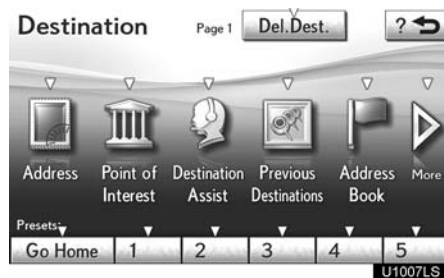 Destination Page 1 Del.Dest. ?
Address Point of Interest Destination Assist Previous Destinations Address Book More
Presets:
Go Home 1 2 3 4 5
U1007LS